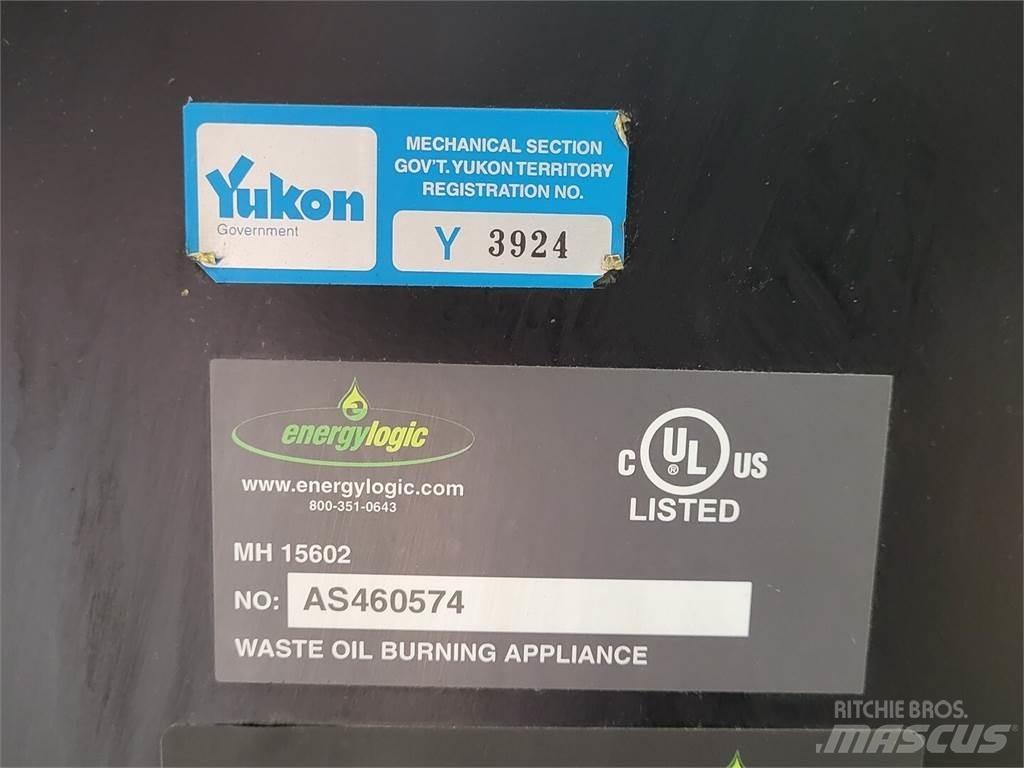 Yukon
Government
MECHANICAL SECTION
GOV'T. YUKON TERRITORY
REGISTRATION NO.
Y 3924
energylogic
www.energylogic.com
800-351-0643
C UL ® US
LISTED
MH 15602
NO: AS460574
WASTE OIL BURNING APPLIANCE
RITCHIE BROS.
MASCUS